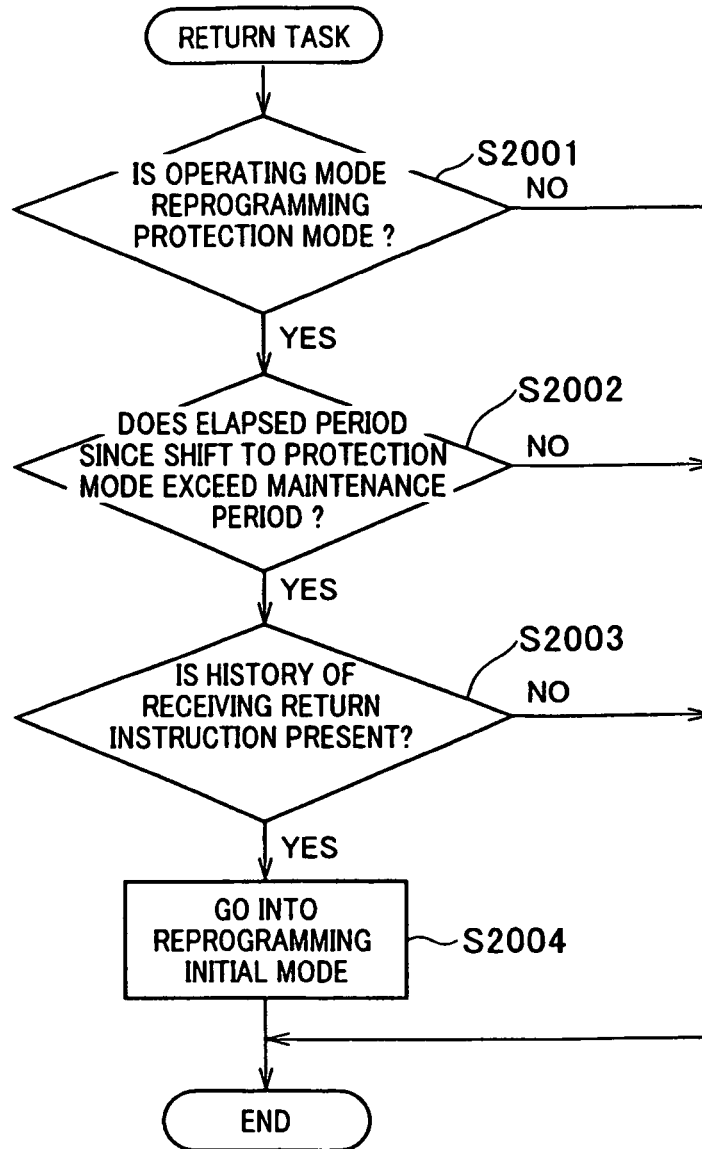 RETURN TASK
S2001
IS OPERATING MODE
REPROGRAMMING
PROTECTION MODE ?
NO
YES
S2002
DOES ELAPSED PERIOD
SINCE SHIFT TO PROTECTION
MODE EXCEED MAINTENANCE
PERIOD ?
NO
YES
S2003
IS HISTORY OF
RECEIVING RETURN
INSTRUCTION PRESENT?
NO
YES
GO INTO
REPROGRAMMING
INITIAL MODE
S2004
END